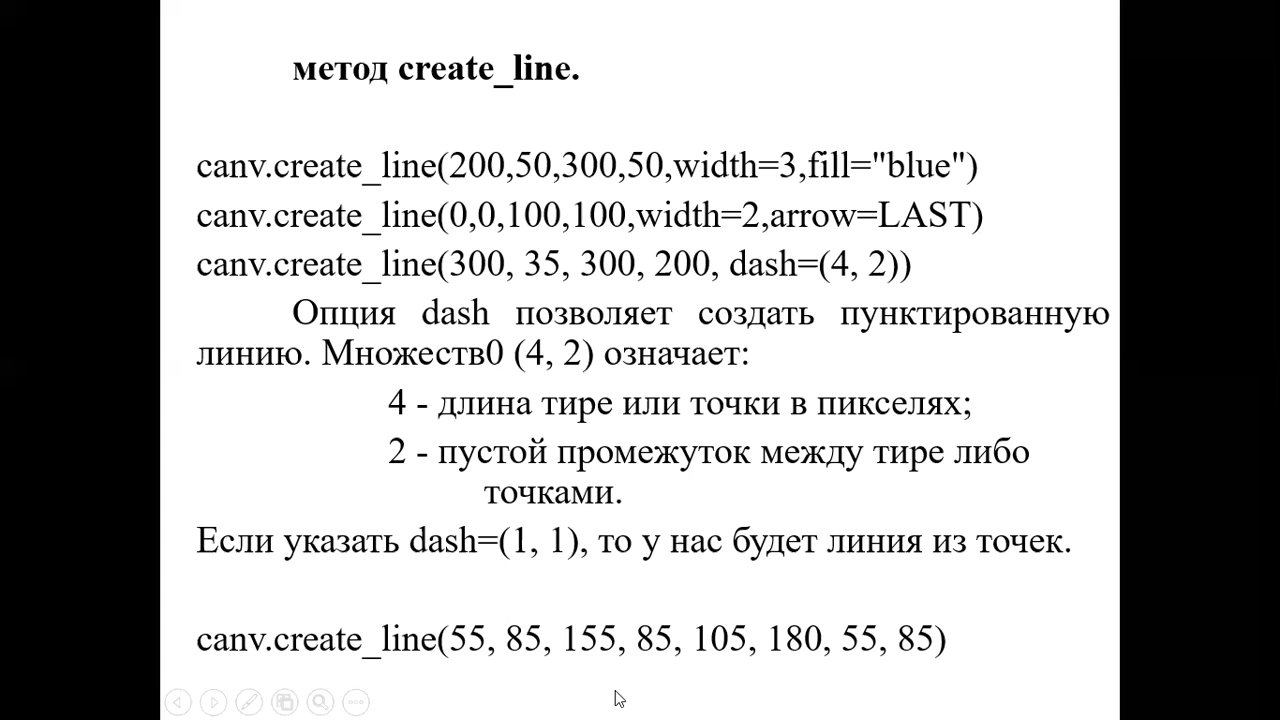 метод create_line.
canv.create_line(200,50,300,50,width=3,fill="blue")
canv.create_line(0,0,100,100,width=2,arrow=LAST)
canv.create_line(300, 35, 300, 200, dash=(4, 2))
Опция dash позволяет создать пунктированную
линию. Множеств0 (4, 2) означает:
4 - длина тире или точки в пикселях;
2 - пустой промежуток между тире либо
точками.
Если указать dash=(1, 1), то у нас будет линия из точек.
canv.create_line(55, 85, 155, 85, 105, 180, 55, 85)